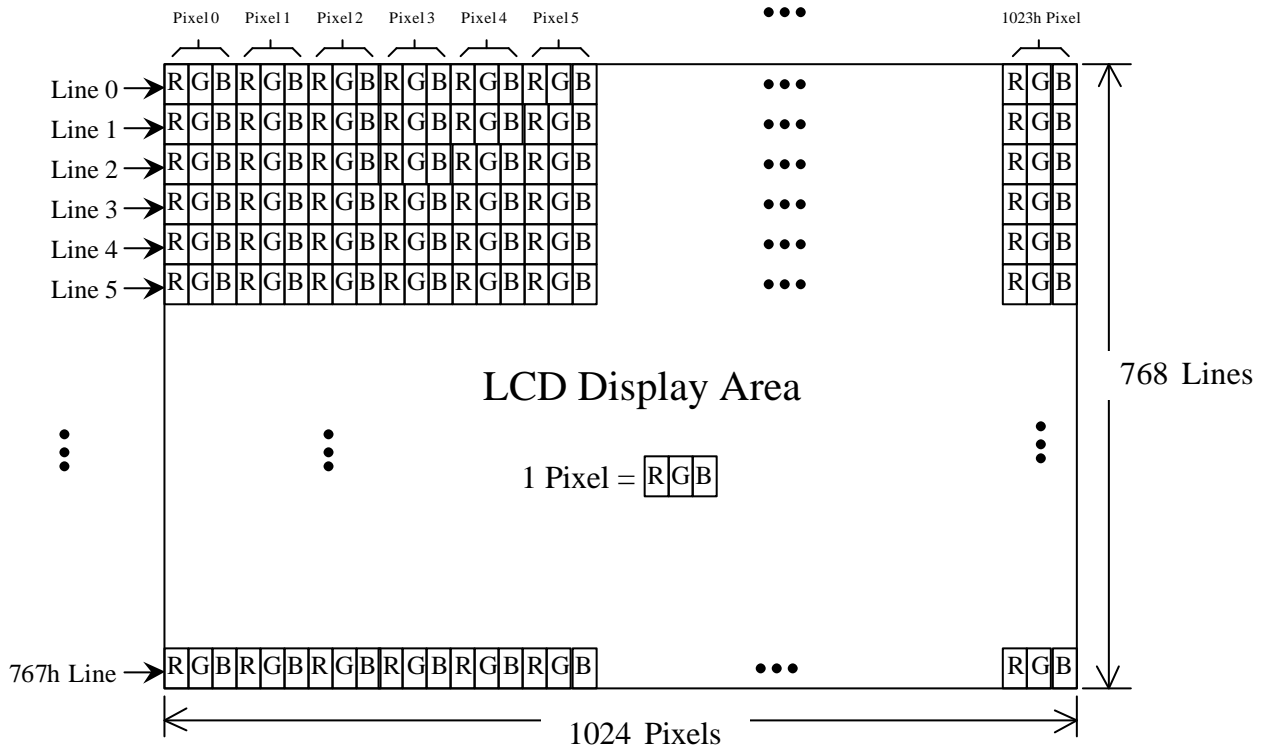 Pixel 0 Pixel 1 Pixel 2 Pixel 3 Pixel 4 Pixel 5 ••• 1023h Pixel
Line 0 R G B R G B R G B R G B R G B R G B ••• R G B
Line 1 R G B R G B R G B R G B R G B R G B ••• R G B
Line 2 R G B R G B R G B R G B R G B R G B ••• R G B
Line 3 R G B R G B R G B R G B R G B R G B ••• R G B
Line 4 R G B R G B R G B R G B R G B R G B ••• R G B
Line 5 R G B R G B R G B R G B R G B R G B ••• R G B
768 Lines
LCD Display Area
1 Pixel = R G B
767h Line R G B R G B R G B R G B R G B R G B ••• R G B
1024 Pixels